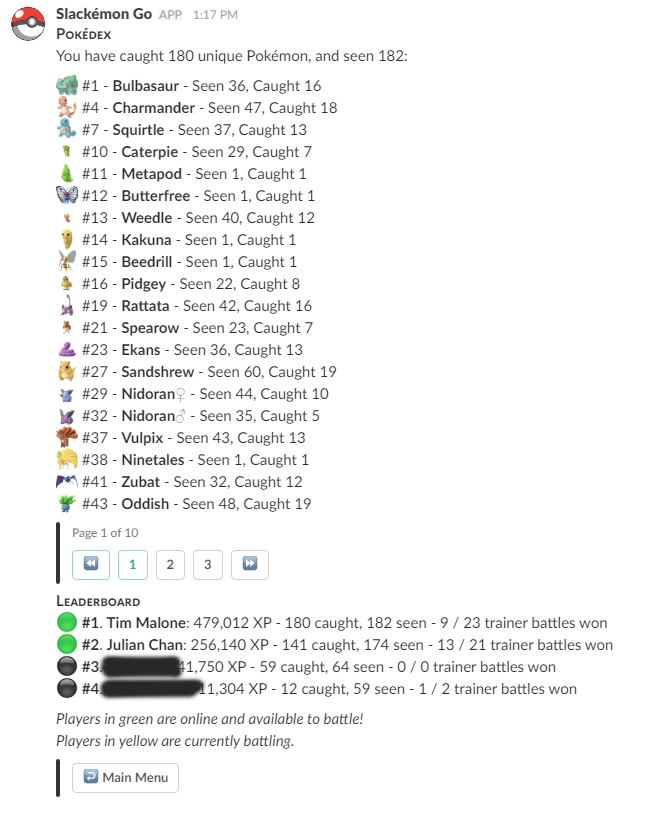 Slackémon Go APP 1:17 PM
POKÉDEX
You have caught 180 unique Pokémon, and seen 182:
#1 - Bulbasaur - Seen 36, Caught 16
#4 - Charmander - Seen 47, Caught 18
#7 - Squirtle - Seen 37, Caught 13
#10 - Caterpie - Seen 29, Caught 7
#11 - Metapod - Seen 1, Caught 1
#12 - Butterfree - Seen 1, Caught 1
#13 - Weedle - Seen 40, Caught 12
#14 - Kakuna - Seen 1, Caught 1
#15 - Beedrill - Seen 1, Caught 1
#16 - Pidgey - Seen 22, Caught 8
#19 - Rattata - Seen 42, Caught 16
#21 - Spearow - Seen 23, Caught 7
#23 - Ekans - Seen 36, Caught 13
#27 - Sandshrew - Seen 60, Caught 19
#29 - Nidoran♀ - Seen 44, Caught 10
#32 - Nidoran♂ - Seen 35, Caught 5
#37 - Vulpix - Seen 43, Caught 13
#38 - Ninetales - Seen 1, Caught 1
#41 - Zubat - Seen 32, Caught 12
#43 - Oddish - Seen 48, Caught 19
Page 1 of 10
1 2 3
LEADERBOARD
#1. Tim Malone: 479,012 XP - 180 caught, 182 seen - 9 / 23 trainer battles won
#2. Julian Chan: 256,140 XP - 141 caught, 174 seen - 13 / 21 trainer battles won
#3. 41,750 XP - 59 caught, 64 seen - 0 / 0 trainer battles won
#4. 11,304 XP - 12 caught, 59 seen - 1 / 2 trainer battles won
Players in green are online and available to battle!
Players in yellow are currently battling.
Main Menu